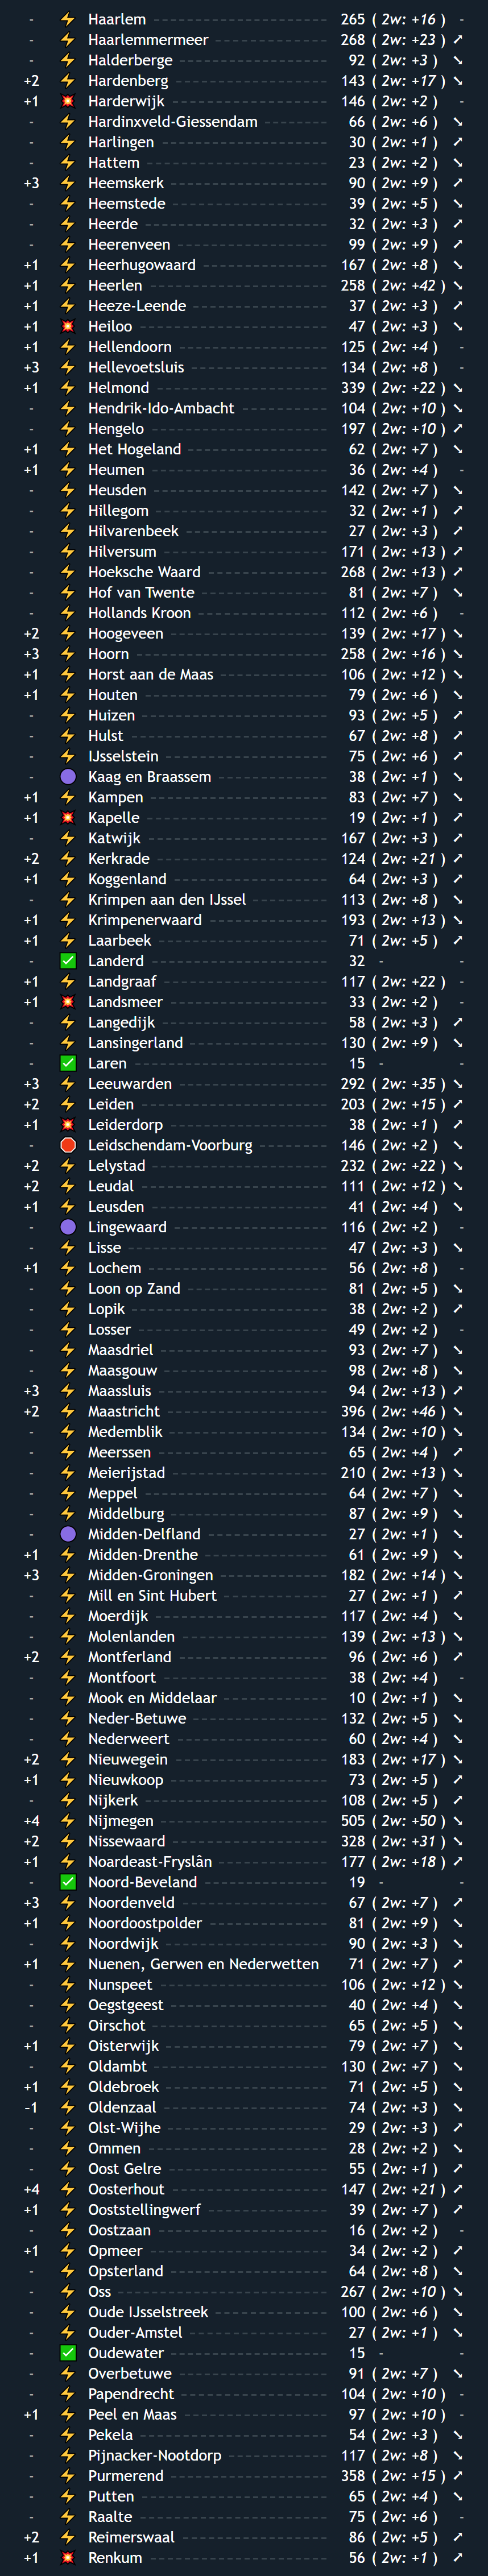 - ⚡ Haarlem 265 ( 2w: +16 ) -
- ⚡ Haarlemmermeer 268 ( 2w: +23 ) ➚
- ⚡ Halderberge 92 ( 2w: +3 ) ➘
+2 ⚡ Hardenberg 143 ( 2w: +17 ) ➘
+1 💥 Harderwijk 146 ( 2w: +2 ) -
- ⚡ Hardinxveld-Giessendam 66 ( 2w: +6 ) ➘
- ⚡ Harlingen 30 ( 2w: +1 ) ➚
- ⚡ Hattem 23 ( 2w: +2 ) ➘
+3 ⚡ Heemskerk 90 ( 2w: +9 ) ➚
- ⚡ Heemstede 39 ( 2w: +5 ) ➘
- ⚡ Heerde 32 ( 2w: +3 ) ➚
- ⚡ Heerenveen 99 ( 2w: +9 ) ➚
+1 ⚡ Heerhugowaard 167 ( 2w: +8 ) ➘
+1 ⚡ Heerlen 258 ( 2w: +42 ) ➘
+1 ⚡ Heeze-Leende 37 ( 2w: +3 ) ➚
+1 💥 Heiloo 47 ( 2w: +3 ) ➘
+1 ⚡ Hellendoorn 125 ( 2w: +4 ) -
+3 ⚡ Hellevoetsluis 134 ( 2w: +8 ) -
+1 ⚡ Helmond 339 ( 2w: +22 ) ➘
- ⚡ Hendrik-Ido-Ambacht 104 ( 2w: +10 ) ➘
- ⚡ Hengelo 197 ( 2w: +10 ) ➚
+1 ⚡ Het Hogeland 62 ( 2w: +7 ) ➘
+1 ⚡ Heumen 36 ( 2w: +4 ) -
- ⚡ Heusden 142 ( 2w: +7 ) ➘
- ⚡ Hillegom 32 ( 2w: +1 ) ➚
- ⚡ Hilvarenbeek 27 ( 2w: +3 ) ➚
- ⚡ Hilversum 171 ( 2w: +13 ) ➚
- ⚡ Hoeksche Waard 268 ( 2w: +13 ) ➚
- ⚡ Hof van Twente 81 ( 2w: +7 ) ➘
- ⚡ Hollands Kroon 112 ( 2w: +6 ) -
+2 ⚡ Hoogeveen 139 ( 2w: +17 ) ➘
+3 ⚡ Hoorn 258 ( 2w: +16 ) ➘
+1 ⚡ Horst aan de Maas 106 ( 2w: +12 ) ➘
+1 ⚡ Houten 79 ( 2w: +6 ) ➘
- ⚡ Huizen 93 ( 2w: +5 ) ➚
- ⚡ Hulst 67 ( 2w: +8 ) ➚
- ⚡ IJsselstein 75 ( 2w: +6 ) ➚
- 🟣 Kaag en Braassem 38 ( 2w: +1 ) ➘
+1 ⚡ Kampen 83 ( 2w: +7 ) ➘
+1 💥 Kapelle 19 ( 2w: +1 ) ➚
- ⚡ Katwijk 167 ( 2w: +3 ) ➚
+2 ⚡ Kerkrade 124 ( 2w: +21 ) ➚
+1 ⚡ Koggenland 64 ( 2w: +3 ) ➚
- ⚡ Krimpen aan den IJssel 113 ( 2w: +8 ) ➘
+1 ⚡ Krimpenerwaard 193 ( 2w: +13 ) ➘
+1 ⚡ Laarbeek 71 ( 2w: +5 ) ➚
- ✅ Landerd 32 - -
+1 ⚡ Landgraaf 117 ( 2w: +22 ) -
+1 💥 Landsmeer 33 ( 2w: +2 ) -
- ⚡ Langedijk 58 ( 2w: +3 ) ➚
- ⚡ Lansingerland 130 ( 2w: +9 ) ➘
- ✅ Laren 15 - -
+3 ⚡ Leeuwarden 292 ( 2w: +35 ) ➘
+2 ⚡ Leiden 203 ( 2w: +15 ) ➚
+1 💥 Leiderdorp 38 ( 2w: +1 ) ➚
- 🛑 Leidschendam-Voorburg 146 ( 2w: +2 ) ➘
+2 ⚡ Lelystad 232 ( 2w: +22 ) ➘
+2 ⚡ Leudal 111 ( 2w: +12 ) ➘
+1 ⚡ Leusden 41 ( 2w: +4 ) ➘
- 🟣 Lingewaard 116 ( 2w: +2 ) -
- ⚡ Lisse 47 ( 2w: +3 ) ➘
+1 ⚡ Lochem 56 ( 2w: +8 ) -
- ⚡ Loon op Zand 81 ( 2w: +5 ) ➘
- ⚡ Lopik 38 ( 2w: +2 ) ➚
- ⚡ Losser 49 ( 2w: +2 ) -
- ⚡ Maasdriel 93 ( 2w: +7 ) ➘
- ⚡ Maasgouw 98 ( 2w: +8 ) ➘
+3 ⚡ Maassluis 94 ( 2w: +13 ) ➚
+2 ⚡ Maastricht 396 ( 2w: +46 ) ➘
- ⚡ Medemblik 134 ( 2w: +10 ) ➘
- ⚡ Meerssen 65 ( 2w: +4 ) ➚
- ⚡ Meierijstad 210 ( 2w: +13 ) ➘
- ⚡ Meppel 64 ( 2w: +7 ) ➘
- ⚡ Middelburg 87 ( 2w: +9 ) ➘
- 🟣 Midden-Delfland 27 ( 2w: +1 ) ➘
+1 ⚡ Midden-Drenthe 61 ( 2w: +9 ) ➘
+3 ⚡ Midden-Groningen 182 ( 2w: +14 ) ➘
- ⚡ Mill en Sint Hubert 27 ( 2w: +1 ) ➚
- ⚡ Moerdijk 117 ( 2w: +4 ) ➘
- ⚡ Molenlanden 139 ( 2w: +13 ) ➘
+2 ⚡ Montferland 96 ( 2w: +6 ) ➚
- ⚡ Montfoort 38 ( 2w: +4 ) -
- ⚡ Mook en Middelaar 10 ( 2w: +1 ) ➘
- ⚡ Neder-Betuwe 132 ( 2w: +5 ) ➘
- ⚡ Nederweert 60 ( 2w: +4 ) ➘
+2 ⚡ Nieuwegein 183 ( 2w: +17 ) ➘
+1 ⚡ Nieuwkoop 73 ( 2w: +5 ) ➚
- ⚡ Nijkerk 108 ( 2w: +5 ) ➚
+4 ⚡ Nijmegen 505 ( 2w: +50 ) ➘
+2 ⚡ Nissewaard 328 ( 2w: +31 ) ➘
+1 ⚡ Noardeast-Fryslân 177 ( 2w: +18 ) ➚
- ✅ Noord-Beveland 19 - -
+3 ⚡ Noordenveld 67 ( 2w: +7 ) ➚
+1 ⚡ Noordoostpolder 81 ( 2w: +9 ) ➘
- ⚡ Noordwijk 90 ( 2w: +3 ) ➘
+1 ⚡ Nuenen, Gerwen en Nederwetten 71 ( 2w: +7 ) ➚
- ⚡ Nunspeet 106 ( 2w: +12 ) ➘
- ⚡ Oegstgeest 40 ( 2w: +4 ) ➘
- ⚡ Oirschot 65 ( 2w: +5 ) ➘
+1 ⚡ Oisterwijk 79 ( 2w: +7 ) ➘
- ⚡ Oldambt 130 ( 2w: +7 ) ➘
+1 ⚡ Oldebroek 71 ( 2w: +5 ) ➘
-1 ⚡ Oldenzaal 74 ( 2w: +3 ) ➘
- ⚡ Olst-Wijhe 29 ( 2w: +3 ) ➚
- ⚡ Ommen 28 ( 2w: +2 ) ➘
- ⚡ Oost Gelre 55 ( 2w: +1 ) ➚
+4 ⚡ Oosterhout 147 ( 2w: +21 ) ➚
+1 ⚡ Ooststellingwerf 39 ( 2w: +7 ) ➚
- ⚡ Oostzaan 16 ( 2w: +2 ) -
+1 ⚡ Opmeer 34 ( 2w: +2 ) ➚
- ⚡ Opsterland 64 ( 2w: +8 ) ➘
- ⚡ Oss 267 ( 2w: +10 ) ➘
- ⚡ Oude IJsselstreek 100 ( 2w: +6 ) ➘
- ⚡ Ouder-Amstel 27 ( 2w: +1 ) ➘
- ✅ Oudewater 15 - -
- ⚡ Overbetuwe 91 ( 2w: +7 ) ➘
- ⚡ Papendrecht 104 ( 2w: +10 ) -
+1 ⚡ Peel en Maas 97 ( 2w: +10 ) -
- ⚡ Pekela 54 ( 2w: +3 ) ➘
- ⚡ Pijnacker-Nootdorp 117 ( 2w: +8 ) ➘
- ⚡ Purmerend 358 ( 2w: +15 ) ➚
- ⚡ Putten 65 ( 2w: +4 ) ➘
- ⚡ Raalte 75 ( 2w: +6 ) -
+2 ⚡ Reimerswaal 86 ( 2w: +5 ) ➚
+1 💥 Renkum 56 ( 2w: +1 ) ➚